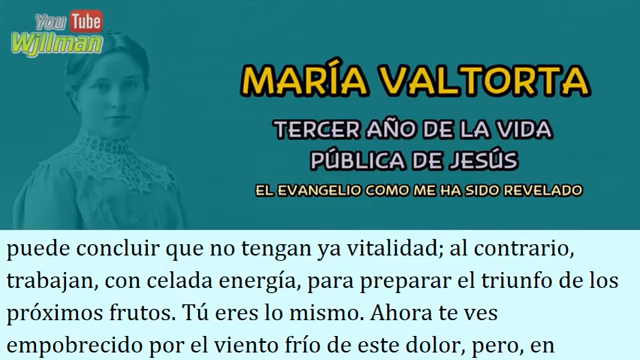 You Tube
Wjllman
MARÍA VALTORTA
TERCER AÑO DE LA VIDA
PÚBLICA DE JESÚS
EL EVANGELIO COMO ME HA SIDO REVELADO
puede concluir que no tengan ya vitalidad; al contrario,
trabajan, con celada energía, para preparar el triunfo de los
próximos frutos. Tú eres lo mismo. Ahora te ves
empobrecido por el viento frío de este dolor, pero, en